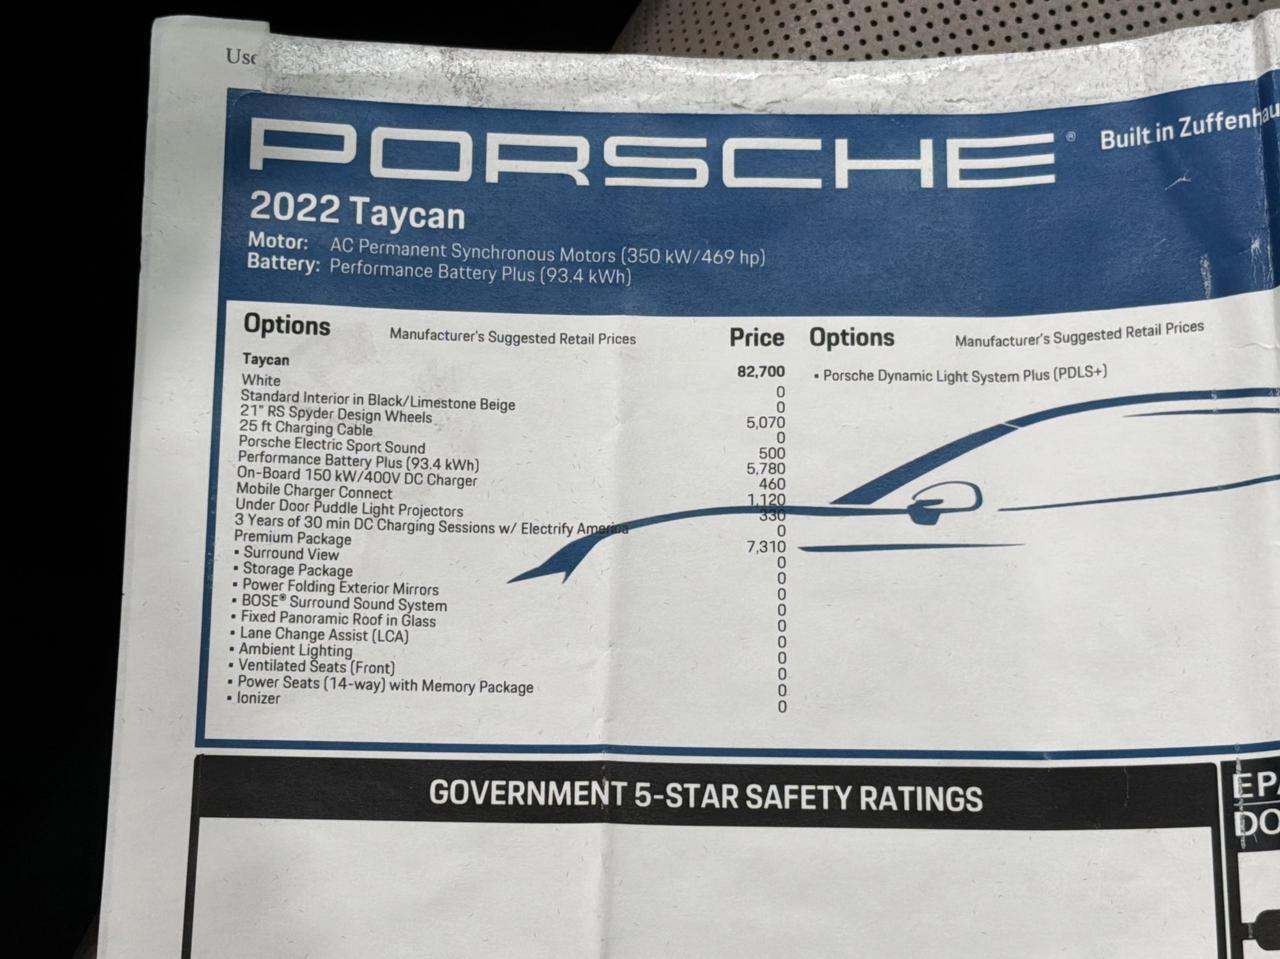 Use
PORSCHE®
Built in Zuffenhau
2022 Taycan
Motor: AC Permanent Synchronous Motors (350 kW/469 hp)
Battery: Performance Battery Plus (93.4 kWh)
Options Manufacturer's Suggested Retail Prices Price
Taycan 82,700
White 0
Standard Interior in Black/Limestone Beige 0
21" RS Spyder Design Wheels 5,070
25 ft Charging Cable 0
Porsche Electric Sport Sound 500
Performance Battery Plus (93.4 kWh) 5,780
On-Board 150 kW/400V DC Charger 460
Mobile Charger Connect 1,120
Under Door Puddle Light Projectors 330
3 Years of 30 min DC Charging Sessions w/ Electrify America 0
Premium Package 7,310
▪ Surround View 0
▪ Storage Package 0
▪ Power Folding Exterior Mirrors 0
▪ BOSE® Surround Sound System 0
▪ Fixed Panoramic Roof in Glass 0
▪ Lane Change Assist (LCA) 0
▪ Ambient Lighting 0
▪ Ventilated Seats (Front) 0
▪ Power Seats (14-way) with Memory Package 0
▪ Ionizer 0
Options Manufacturer's Suggested Retail Prices
▪ Porsche Dynamic Light System Plus (PDLS+)
GOVERNMENT 5-STAR SAFETY RATINGS
EPA
DO